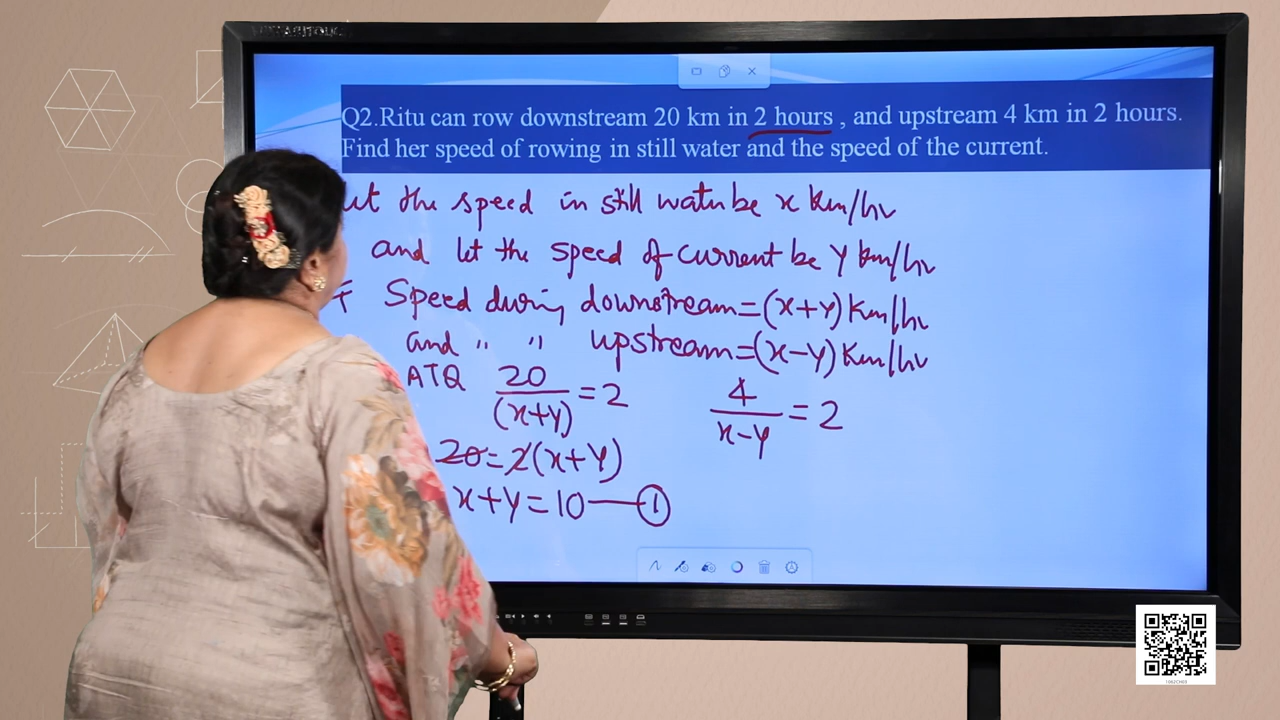 Q2.Ritu can row downstream 20 km in 2 hours , and upstream 4 km in 2 hours.
Find her speed of rowing in still water and the speed of the current.
the speed in still water be x Km/hr
and let the speed of current be y km/hr
Speed during downstream=(x+y)Km/hr
and " " upstream=(x-y)Km/hr
ATQ 20/(x+y)=2 4/x-y=2
20=2(x+y)
x+y=10—①